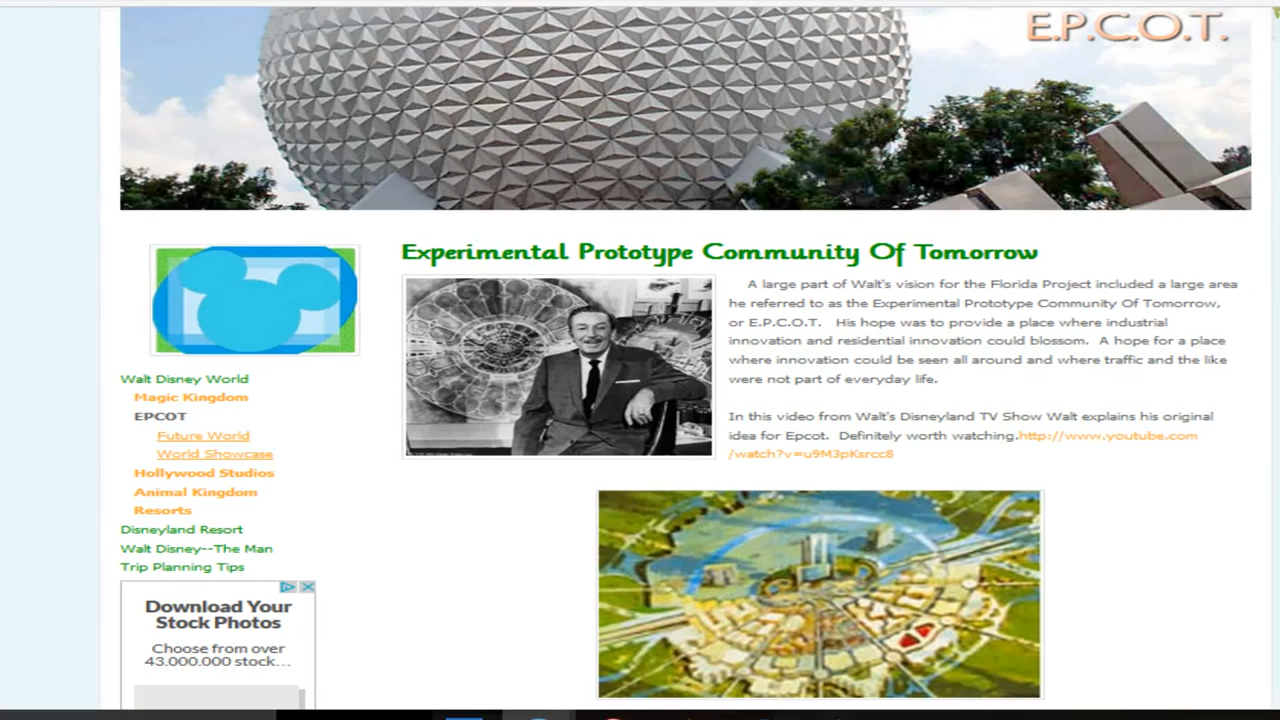 E.P.C.O.T.
Experimental Prototype Community Of Tomorrow
A large part of Walt's vision for the Florida Project included a large area
he referred to as the Experimental Prototype Community Of Tomorrow,
or E.P.C.O.T. His hope was to provide a place where industrial
innovation and residential innovation could blossom. A hope for a place
where innovation could be seen all around and where traffic and the like
were not part of everyday life.
In this video from Walt's Disneyland TV Show Walt explains his original
idea for Epcot. Definitely worth watching.http://www.youtube.com
/watch?v=u9M3pKsrcc8
Walt Disney World
Magic Kingdom
EPCOT
Future World
World Showcase
Hollywood Studios
Animal Kingdom
Resorts
Disneyland Resort
Walt Disney--The Man
Trip Planning Tips
Download Your
Stock Photos
Choose from over
43.000.000 stock...